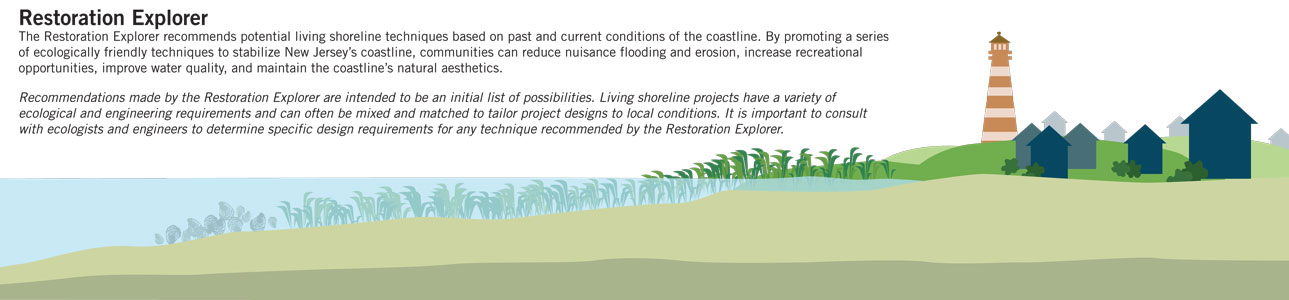 Restoration Explorer
The Restoration Explorer recommends potential living shoreline techniques based on past and current conditions of the coastline. By promoting a series
of ecologically friendly techniques to stabilize New Jersey's coastline, communities can reduce nuisance flooding and erosion, increase recreational
opportunities, improve water quality, and maintain the coastline's natural aesthetics.
Recommendations made by the Restoration Explorer are intended to be an initial list of possibilities. Living shoreline projects have a variety of
ecological and engineering requirements and can often be mixed and matched to tailor project designs to local conditions. It is important to consult
with ecologists and engineers to determine specific design requirements for any technique recommended by the Restoration Explorer.